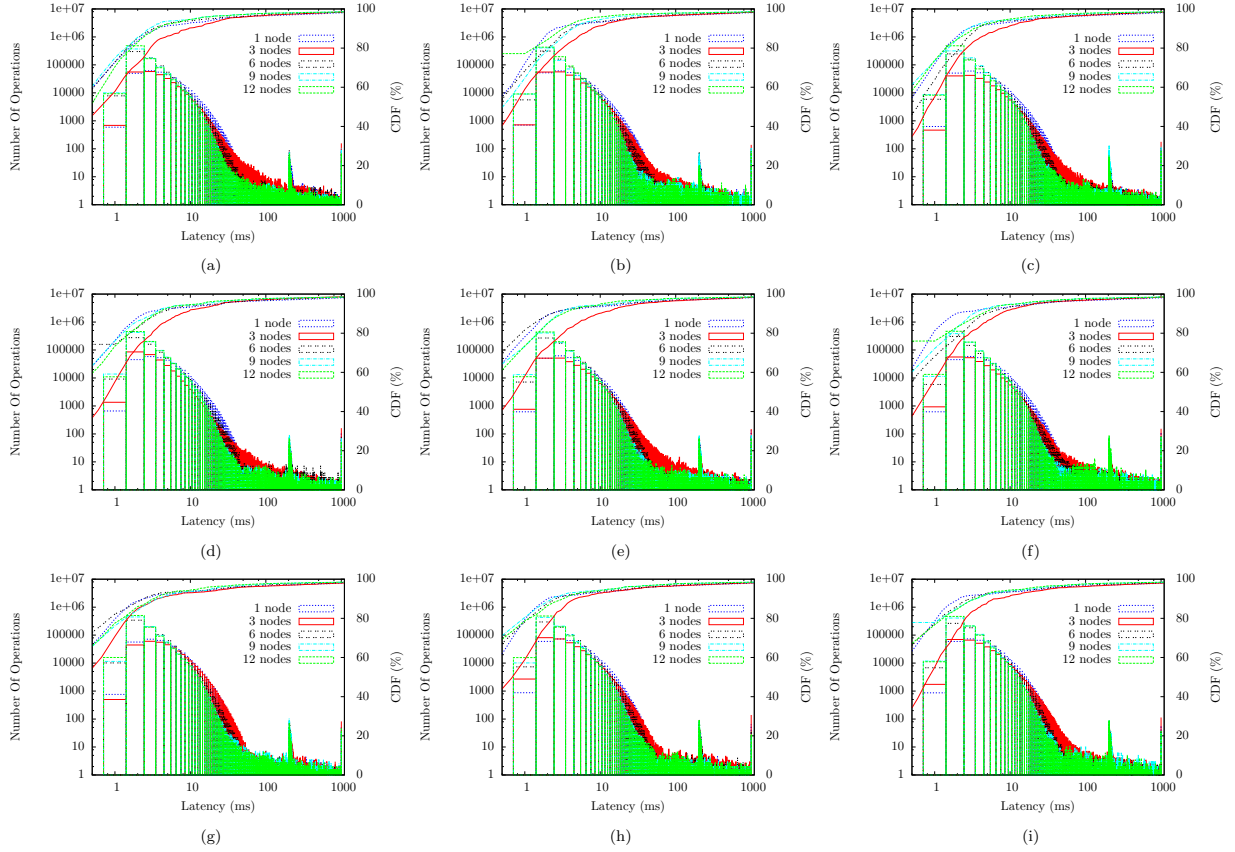 1e+07
1e+06
100000
10000
1000
100
10
1
Number Of Operations
1 node
3 nodes
6 nodes
9 nodes
12 nodes
100
80
60
40
20
0
CDF (%)
1 10 100 1000
Latency (ms)
(a)
1e+07
1e+06
100000
10000
1000
100
10
1
Number Of Operations
1 node
3 nodes
6 nodes
9 nodes
12 nodes
100
80
60
40
20
0
CDF (%)
1 10 100 1000
Latency (ms)
(b)
1e+07
1e+06
100000
10000
1000
100
10
1
Number Of Operations
1 node
3 nodes
6 nodes
9 nodes
12 nodes
100
80
60
40
20
0
CDF (%)
1 10 100 1000
Latency (ms)
(c)
1e+07
1e+06
100000
10000
1000
100
10
1
Number Of Operations
1 node
3 nodes
6 nodes
9 nodes
12 nodes
100
80
60
40
20
0
CDF (%)
1 10 100 1000
Latency (ms)
(d)
1e+07
1e+06
100000
10000
1000
100
10
1
Number Of Operations
1 node
3 nodes
6 nodes
9 nodes
12 nodes
100
80
60
40
20
0
CDF (%)
1 10 100 1000
Latency (ms)
(e)
1e+07
1e+06
100000
10000
1000
100
10
1
Number Of Operations
1 node
3 nodes
6 nodes
9 nodes
12 nodes
100
80
60
40
20
0
CDF (%)
1 10 100 1000
Latency (ms)
(f)
1e+07
1e+06
100000
10000
1000
100
10
1
Number Of Operations
1 node
3 nodes
6 nodes
9 nodes
12 nodes
100
80
60
40
20
0
CDF (%)
1 10 100 1000
Latency (ms)
(g)
1e+07
1e+06
100000
10000
1000
100
10
1
Number Of Operations
1 node
3 nodes
6 nodes
9 nodes
12 nodes
100
80
60
40
20
0
CDF (%)
1 10 100 1000
Latency (ms)
(h)
1e+07
1e+06
100000
10000
1000
100
10
1
Number Of Operations
1 node
3 nodes
6 nodes
9 nodes
12 nodes
100
80
60
40
20
0
CDF (%)
1 10 100 1000
Latency (ms)
(i)